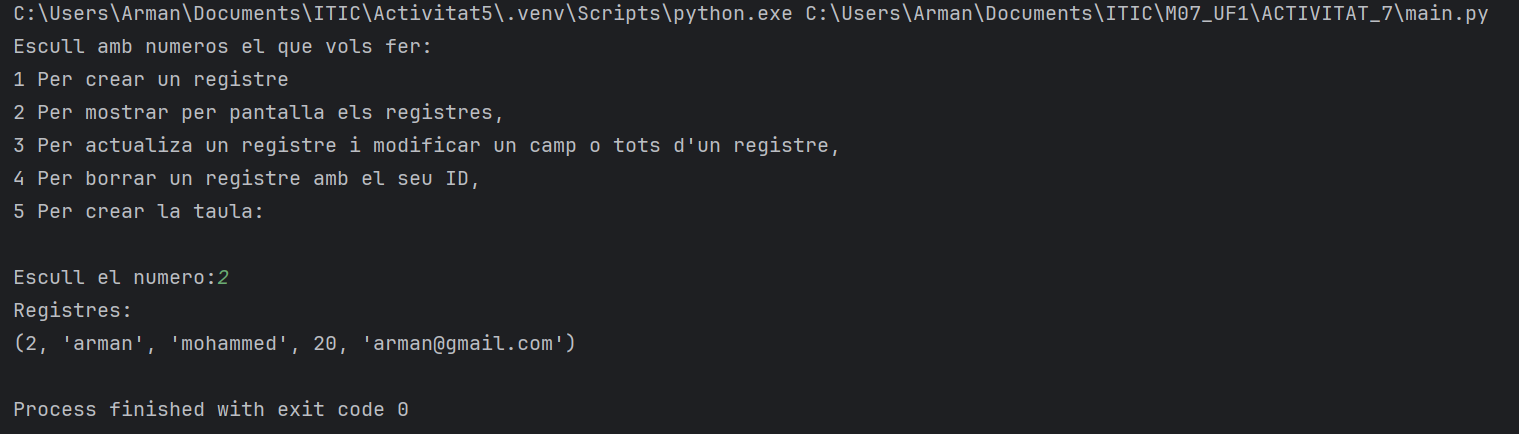 C:\Users\Arman\Documents\ITIC\Activitat5\.venv\Scripts\python.exe C:\Users\Arman\Documents\ITIC\M07_UF1\ACTIVITAT_7\main.py
Escull amb numeros el que vols fer:
1 Per crear un registre
2 Per mostrar per pantalla els registres,
3 Per actualiza un registre i modificar un camp o tots d'un registre,
4 Per borrar un registre amb el seu ID,
5 Per crear la taula:
Escull el numero:2
Registres:
(2, 'arman', 'mohammed', 20, 'arman@gmail.com')
Process finished with exit code 0